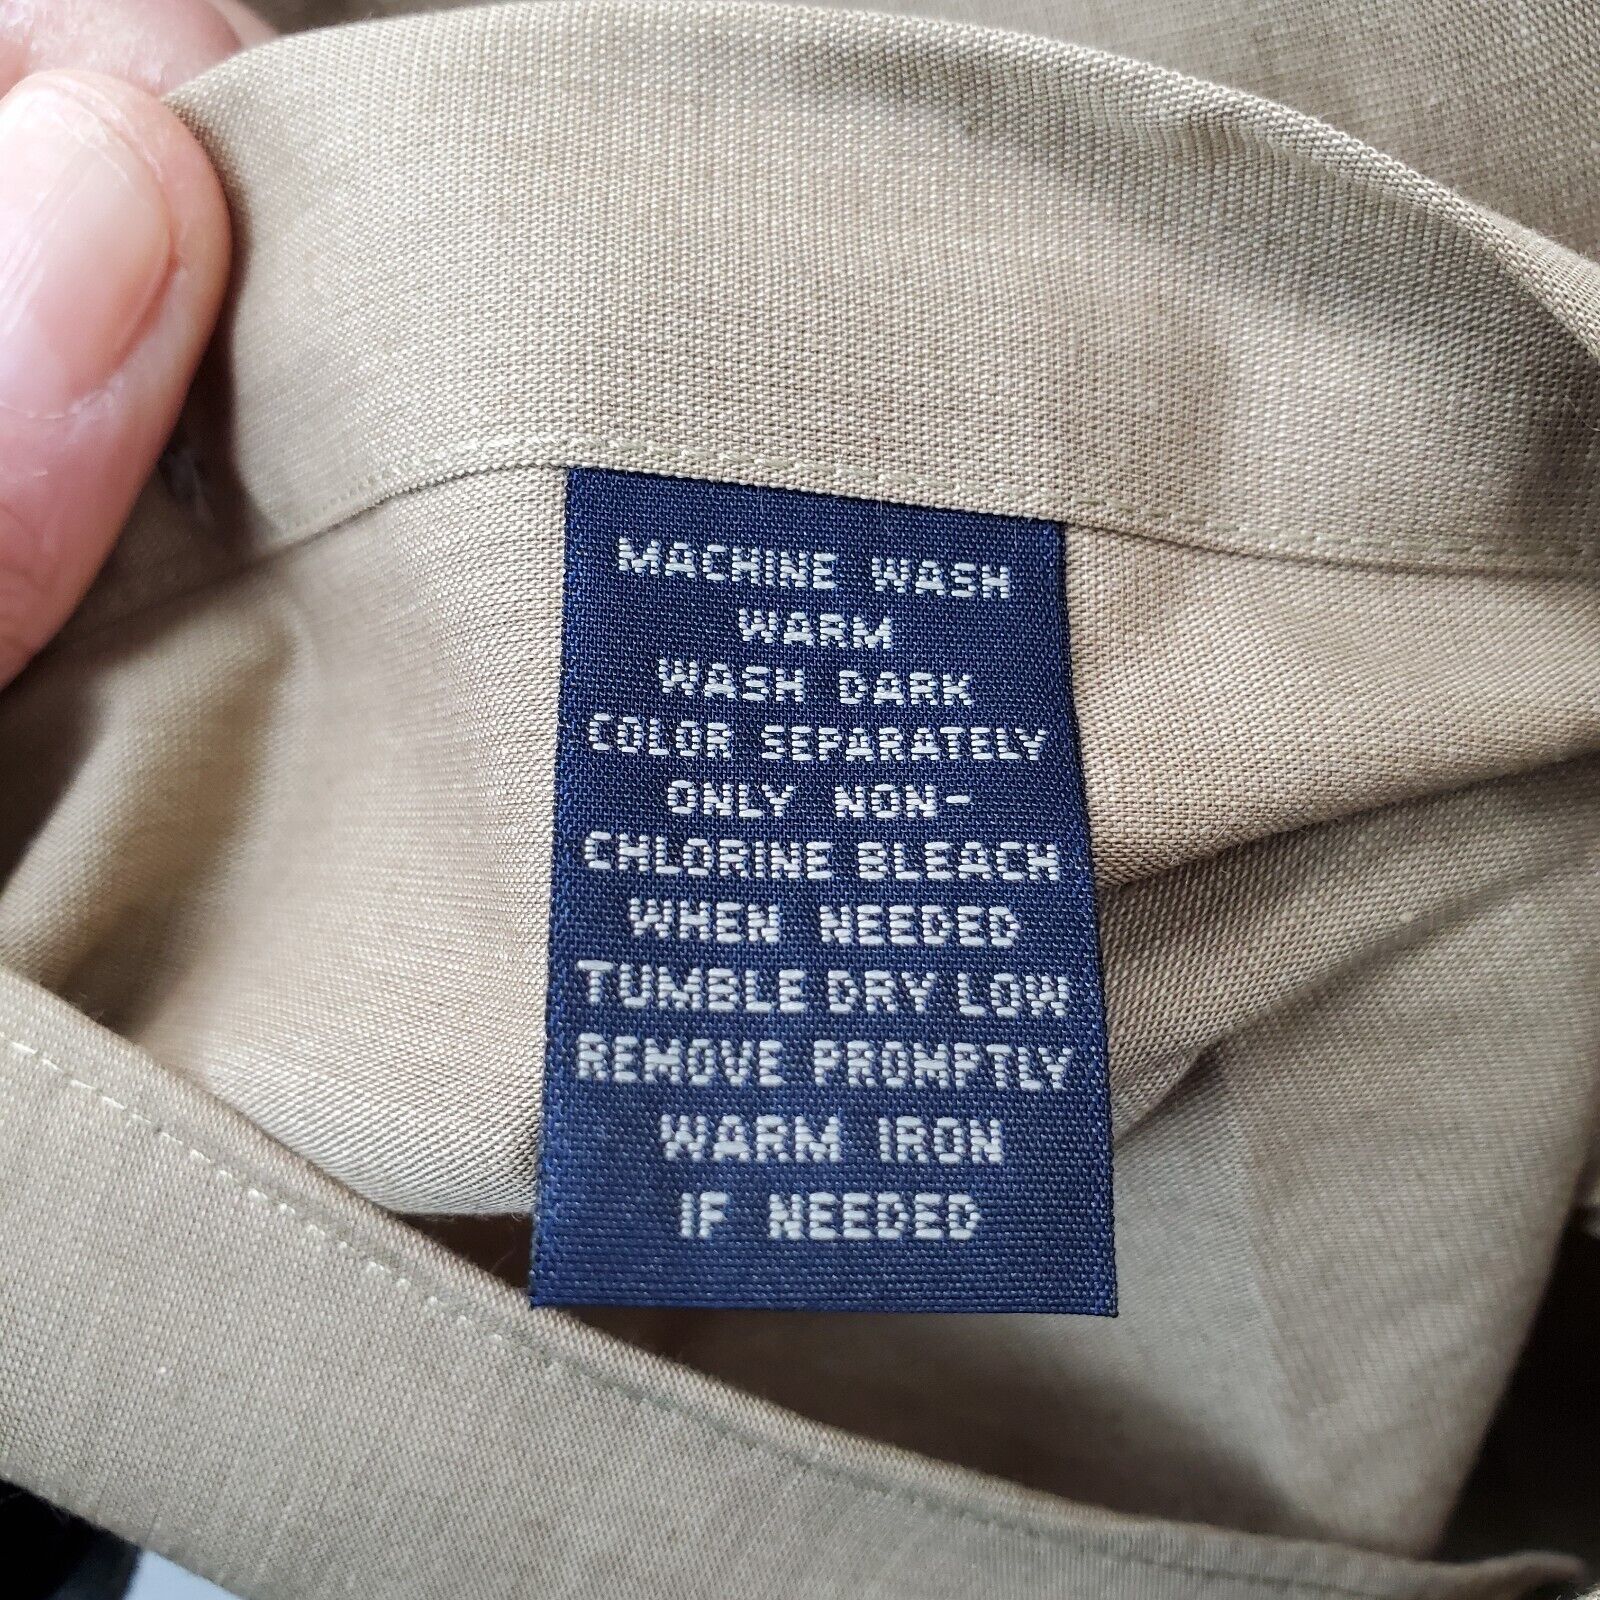 MACHINE WASH
WARM
WASH DARK
COLOR SEPARATELY
ONLY NON-
CHLORINE BLEACH
WHEN NEEDED
TUMBLE DRY LOW
REMOVE PROMPTLY
WARM IRON
IF NEEDED